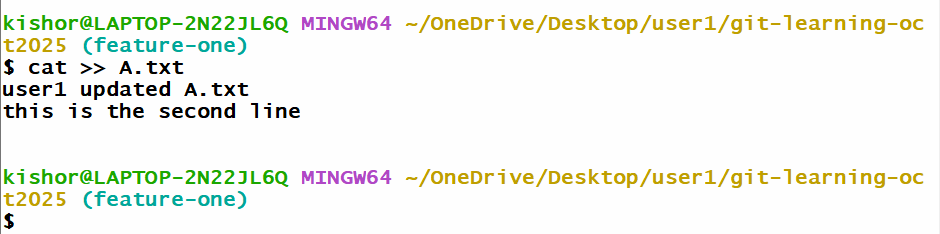 kishor@LAPTOP-2N22JL6Q MINGW64 ~/OneDrive/Desktop/user1/git-learning-oc
t2025 (feature-one)
$ cat >> A.txt
user1 updated A.txt
this is the second line
kishor@LAPTOP-2N22JL6Q MINGW64 ~/OneDrive/Desktop/user1/git-learning-oc
t2025 (feature-one)
$